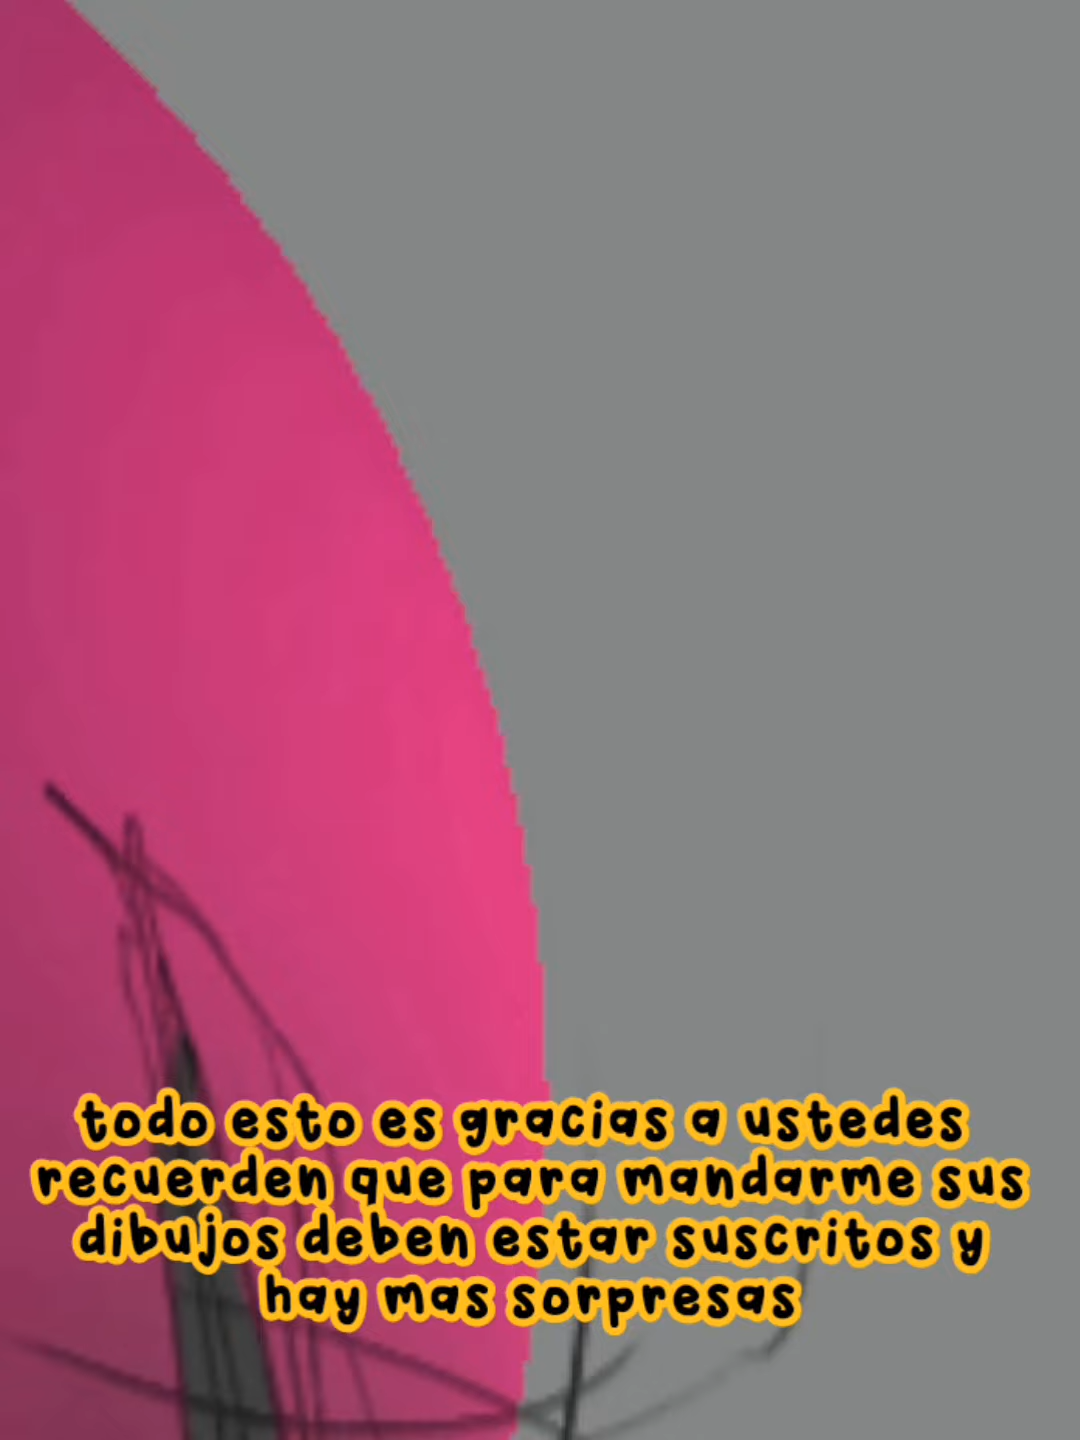 todo esto es gracias a ustedes
recuerden que para mandarme sus
dibujos deben estar suscritos y
hay mas sorpresas